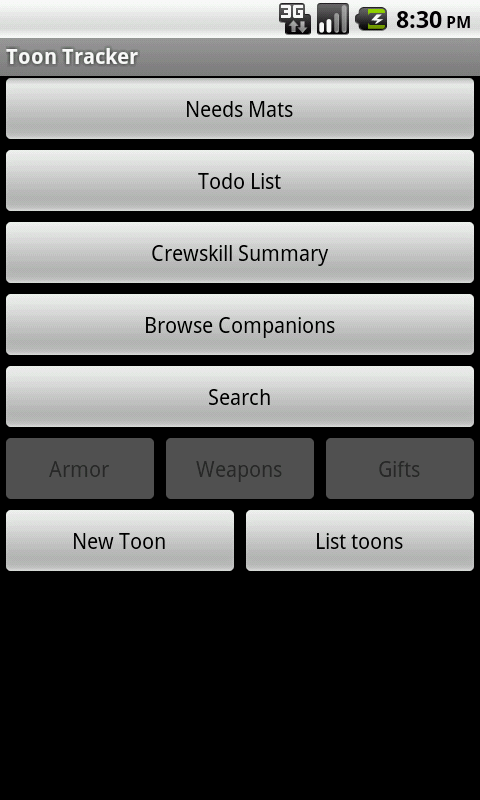 3G 8:30 PM
Toon Tracker
Needs Mats
Todo List
Crewskill Summary
Browse Companions
Search
Armor Weapons Gifts
New Toon List toons